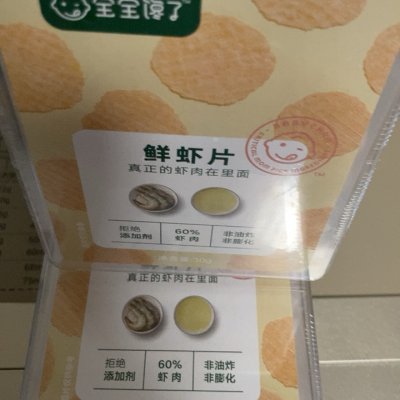 宝宝馋了
鲜虾片
真正的虾肉在里面
拒绝
添加剂
60%
虾肉
非油炸
非膨化
真正的虾肉在里面
拒绝
添加剂
60%
虾肉
非油炸
非膨化